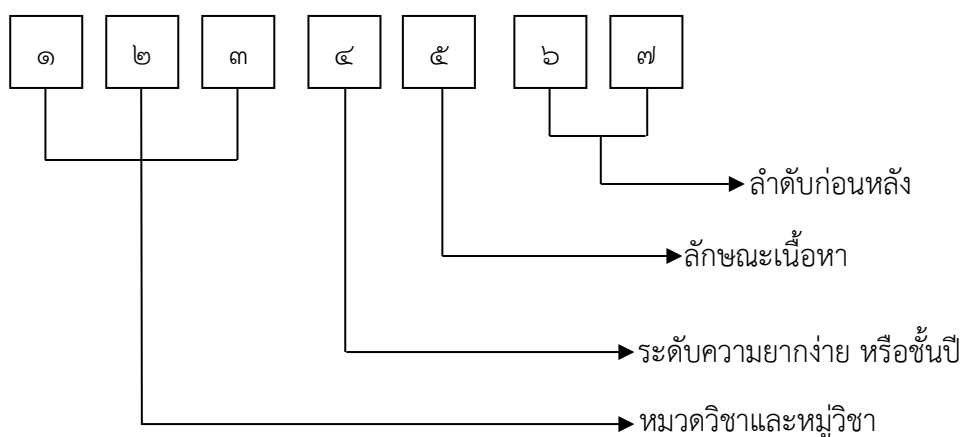 ๑ ๒ ๓ ๔ ๕ ๖ ๗
ลำดับก่อนหลัง
ลักษณะเนื้อหา
ระดับความยากง่าย หรือชั้นปี
หมวดวิชาและหมู่วิชา